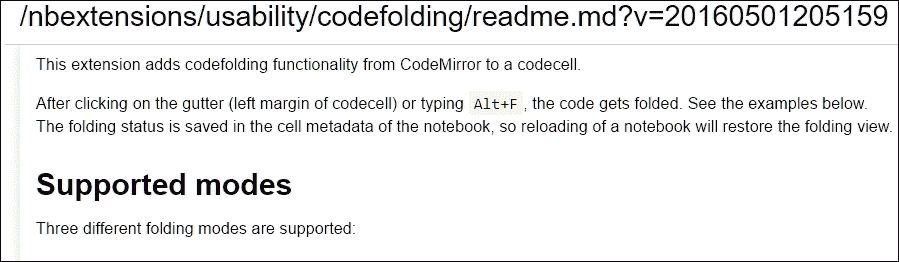 /nbextensions/usability/codefolding/readme.md?v=20160501205159
This extension adds codefolding functionality from CodeMirror to a codecell.
After clicking on the gutter (left margin of codecell) or typing Alt+F , the code gets folded. See the examples below.
The folding status is saved in the cell metadata of the notebook, so reloading of a notebook will restore the folding view.
Supported modes
Three different folding modes are supported: